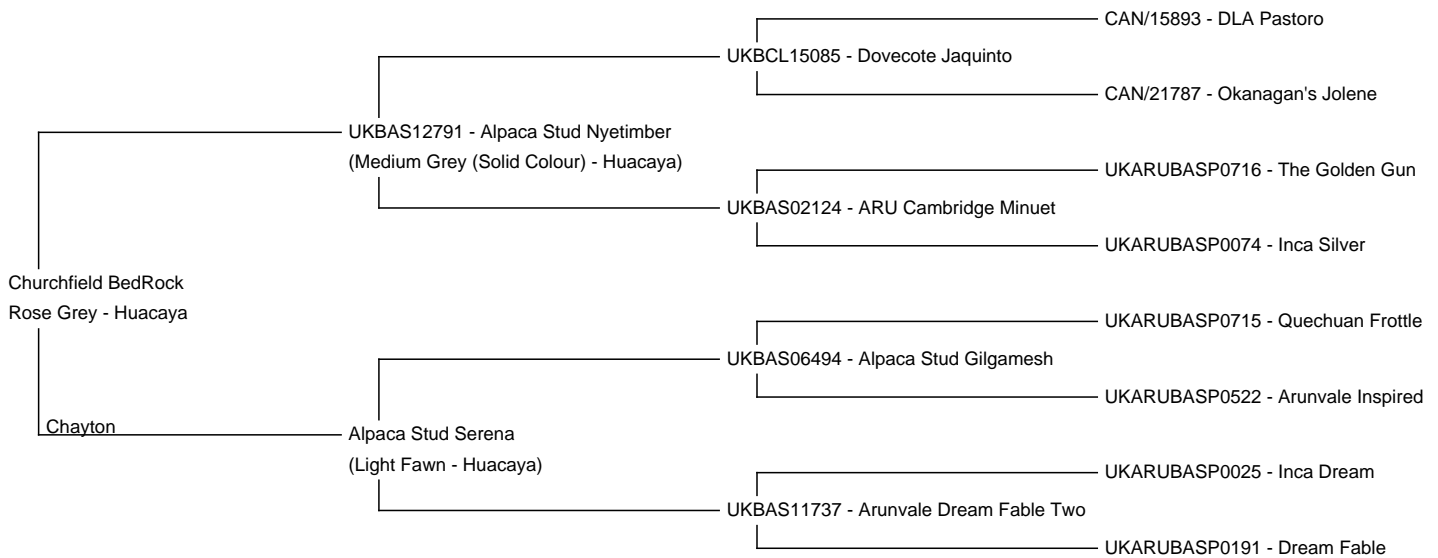 CAN/15893 - DLA Pastoro
UKBCL15085 - Dovecote Jaquinto
CAN/21787 - Okanagan's Jolene
UKBAS12791 - Alpaca Stud Nyetimber
(Medium Grey (Solid Colour) - Huacaya)
UKARUBASP0716 - The Golden Gun
UKBAS02124 - ARU Cambridge Minuet
UKARUBASP0074 - Inca Silver
Churchfield BedRock
Rose Grey - Huacaya
UKARUBASP0715 - Quechuan Frottle
UKBAS06494 - Alpaca Stud Gilgamesh
UKARUBASP0522 - Arunvale Inspired
Chayton
Alpaca Stud Serena
(Light Fawn - Huacaya)
UKARUBASP0025 - Inca Dream
UKBAS11737 - Arunvale Dream Fable Two
UKARUBASP0191 - Dream Fable